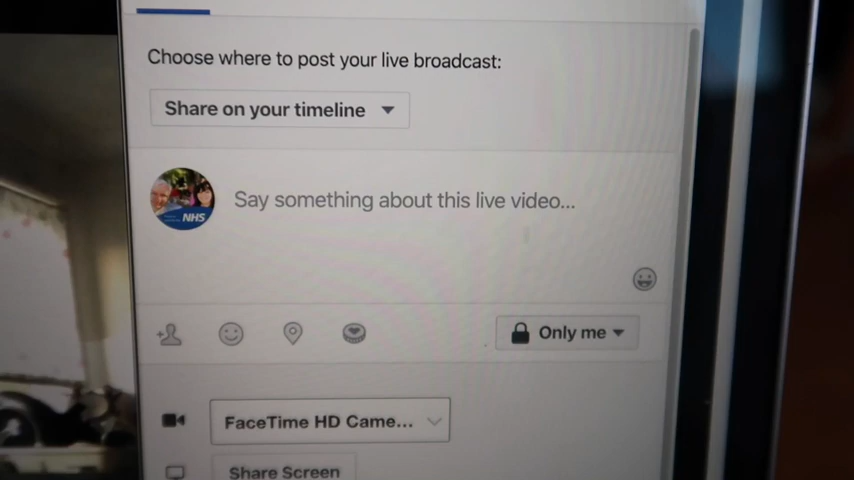 Choose where to post your live broadcast:
Share on your timeline
NHS
Say something about this live video...
Only me
FaceTime HD Came...
Share Screen